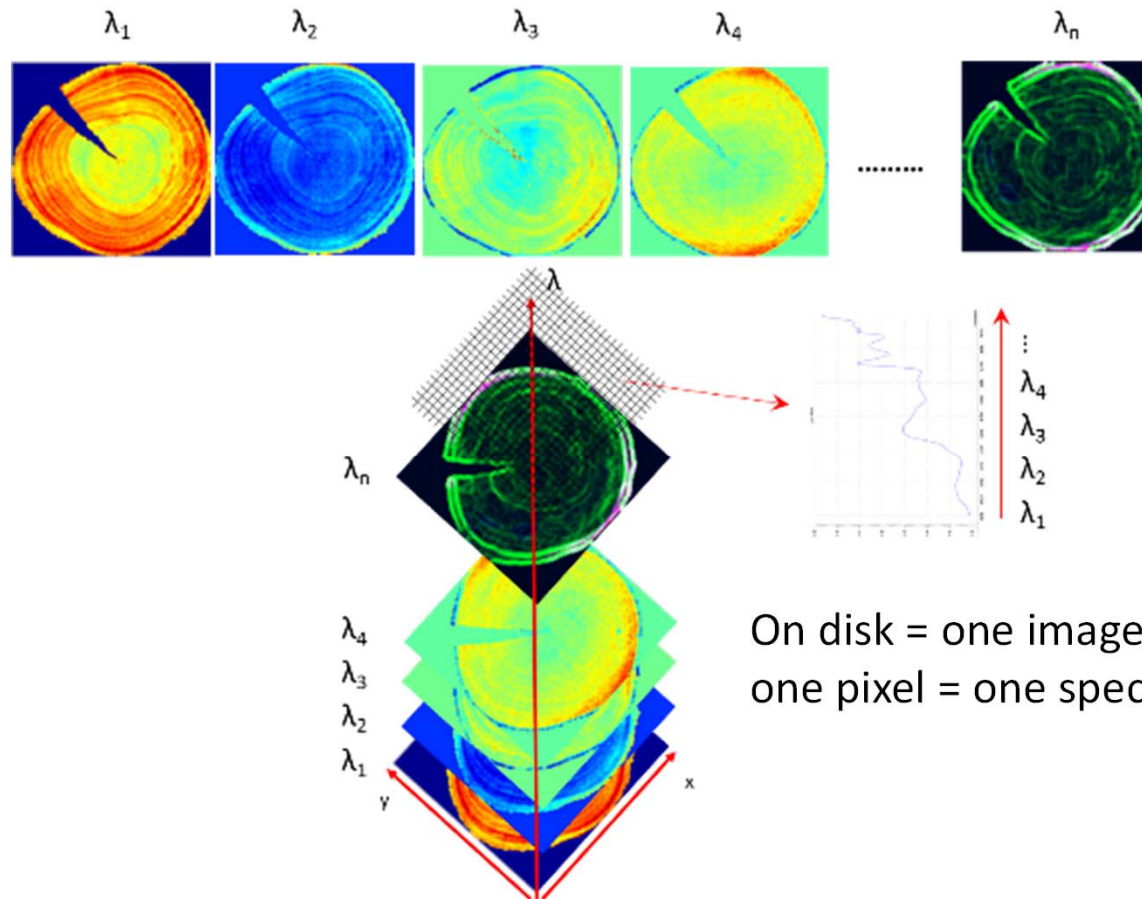 λ₁ λ₂ λ₃ λ₄ ......... λₙ
λ
⋮
λ₄
λ₃
λ₂
λ₁
λₙ
On disk = one image
one pixel = one spec
λ₄
λ₃
λ₂
λ₁
y x